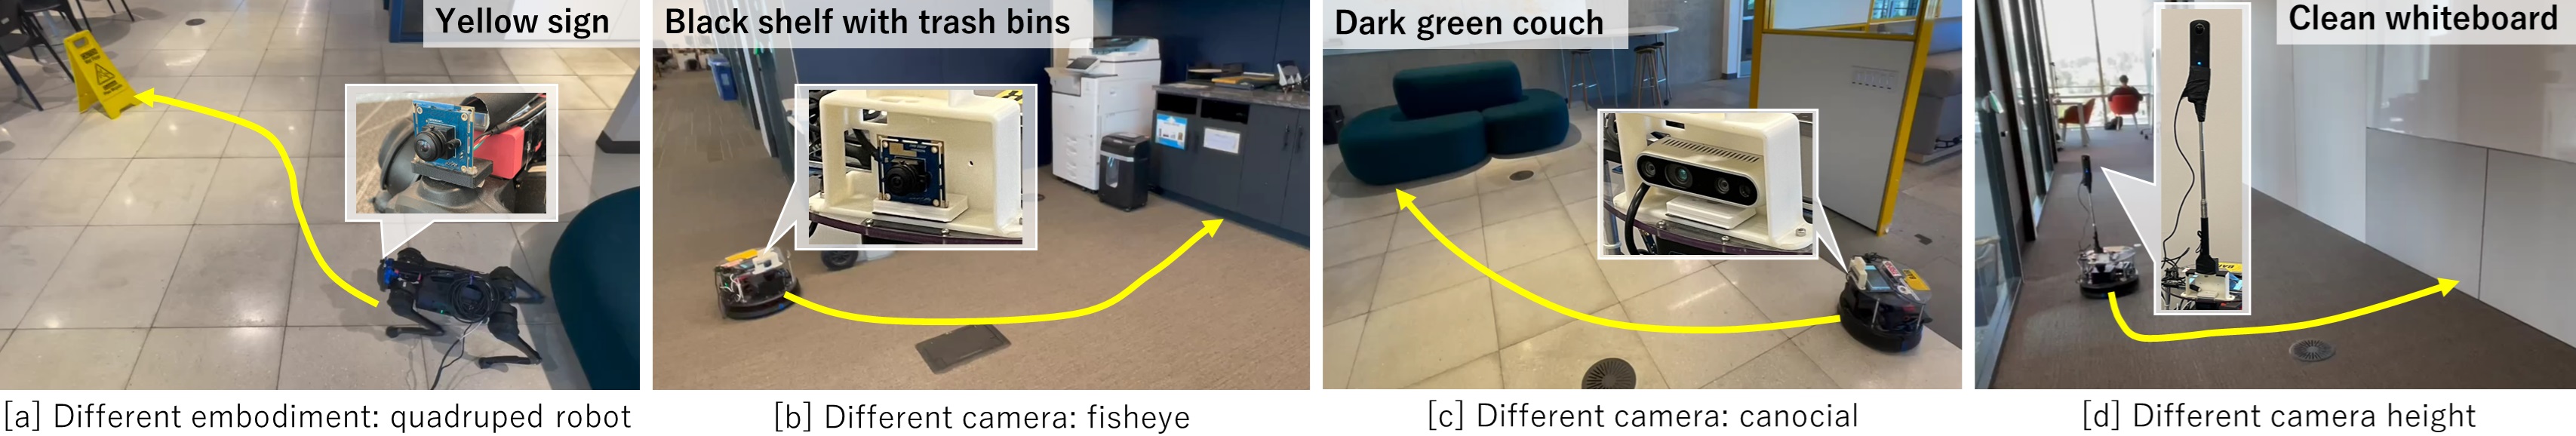 Yellow sign
Black shelf with trash bins
Dark green couch
Clean whiteboard
[a] Different embodiment: quadruped robot
[b] Different camera: fisheye
[c] Different camera: canocial
[d] Different camera height